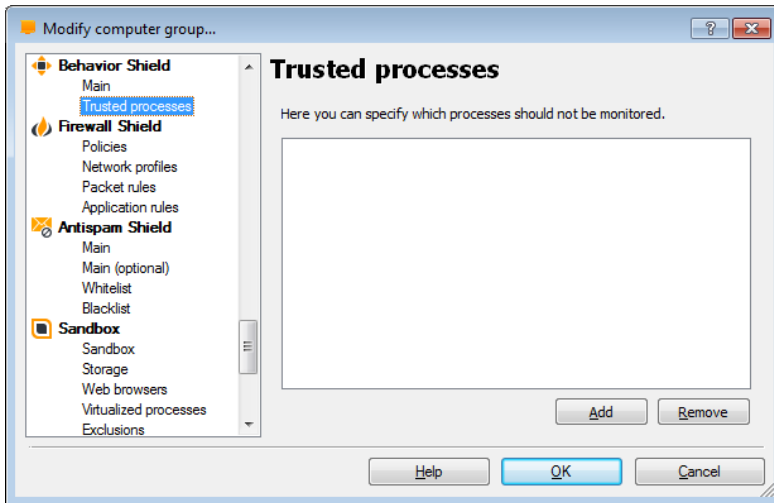 Modify computer group...
Behavior Shield
Main
Trusted processes
Firewall Shield
Policies
Network profiles
Packet rules
Application rules
Antispam Shield
Main
Main (optional)
Whitelist
Blacklist
Sandbox
Sandbox
Storage
Web browsers
Virtualized processes
Exclusions
Trusted processes
Here you can specify which processes should not be monitored.
Add Remove
Help OK Cancel